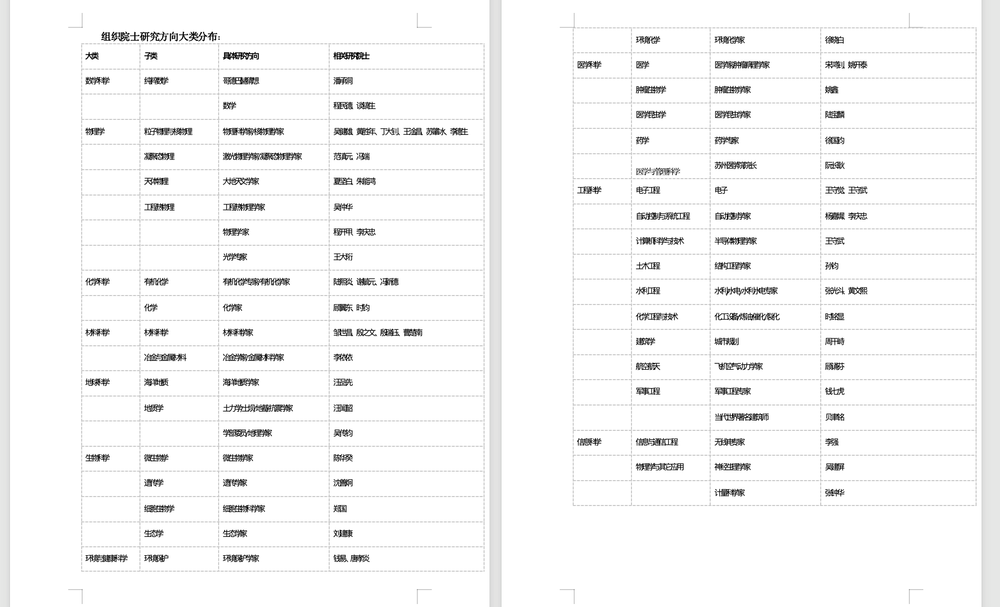 组织院士研究方向大类分布：
大类 子类 具体研究方向 相关研究院士
数学科学 纯粹数学 哥德巴赫猜想 潘承洞
数学 程民德、谈镐生
物理学 粒子物理与核物理 物理科学家/核物理学家 吴健雄、黄胜年、丁大钊、王淦昌、苏肇冰、李德生
凝聚态物理 激光物理学家/凝聚态物理学家 范滇元、冯端
天体物理 大地天文学家 夏坚白、朱能鸿
工程热物理 工程热物理学家 吴仲华
物理学家 程开甲、李庆忠
光学专家 王大珩
化学科学 有机化学 有机化学专家/有机化学家 陆熙炎、谢毓元、冯新德
化学 化学家 顾翼东、时钧
材料科学 材料科学 材料科学家 邹世昌、殷之文、殷瑞钰、曹楚南
冶金与金属材料 冶金学家/金属材料学家 李依依
地球科学 海洋地质 海洋地质学家 汪品先
地质学 土力学/土坝/地基/抗震学家 汪闻韶
学部委员/地理学家 吴传钧
生物科学 微生物学 微生物学家 陈华癸
遗传学 遗传学家 沈善炯
细胞生物学 细胞生物科学家 郑国
生态学 生态学家 刘建康
环境与健康科学 环境保护 环境保护学家 钱易、唐孝炎
环境化学 环境化学家 徐晓白
医学科学 医学 医学家/肿瘤病理学家 宋鸿钊、姚开泰
肿瘤生物学 肿瘤生物学家 姚鑫
医学昆虫学 医学昆虫学家 陆宝麟
药学 药学专家 徐国钧
医学与管理科学 苏州医学院院长 阮长耿
工程科学 电子工程 电子 王守觉、王守武
自动控制与系统工程 自动控制学家 杨嘉墀、李庆忠
计算机科学与技术 半导体物理学家 王守武
土木工程 结构工程学家 孙钧
水利工程 水利/水电/水利水电专家 张光斗、黄文熙
化学工程与技术 化工设备/炼油/催化/裂化 时铭显
建筑学 城市规划 周干峙
航空航天 飞机空气动力学家 顾诵芬
军事工程 军事工程专家 钱七虎
当代世界著名建筑师 贝聿铭
信息科学 信息与通信工程 无线电专家 李强
物理学与其它应用 神经生理学家 吴建屏
计量科学家 张钟华